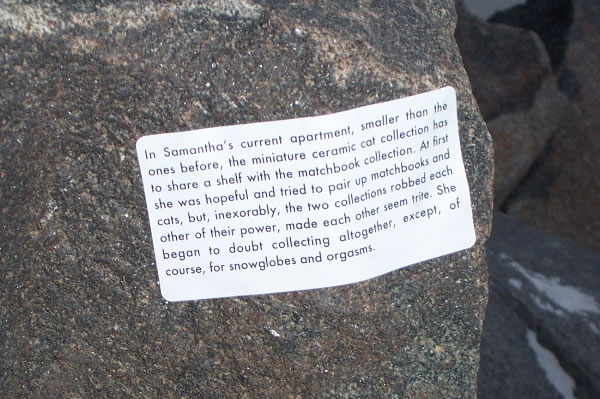 In Samantha's current apartment, smaller than the
ones before, the miniature ceramic cat collection has
to share a shelf with the matchbook collection. At first
she was hopeful and tried to pair up matchbooks and
cats, but, inexorably, the two collections robbed each
other of their power, made each other seem trite. She
began to doubt collecting altogether, except, of
course, for snowglobes and orgasms.